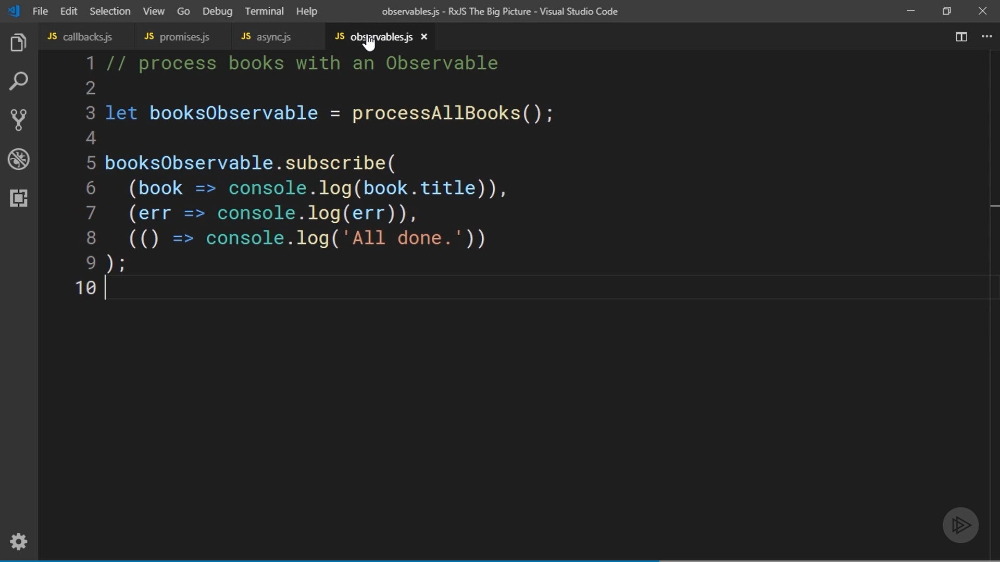 File Edit Selection View Go Debug Terminal Help observables.js - RxJS The Big Picture - Visual Studio Code
JS callbacks.js JS promises.js JS async.js JS observables.js ×
1 // process books with an Observable
2
3 let booksObservable = processAllBooks();
4
5 booksObservable.subscribe(
6   (book => console.log(book.title)),
7   (err => console.log(err)),
8   (() => console.log('All done.'))
9 );
10